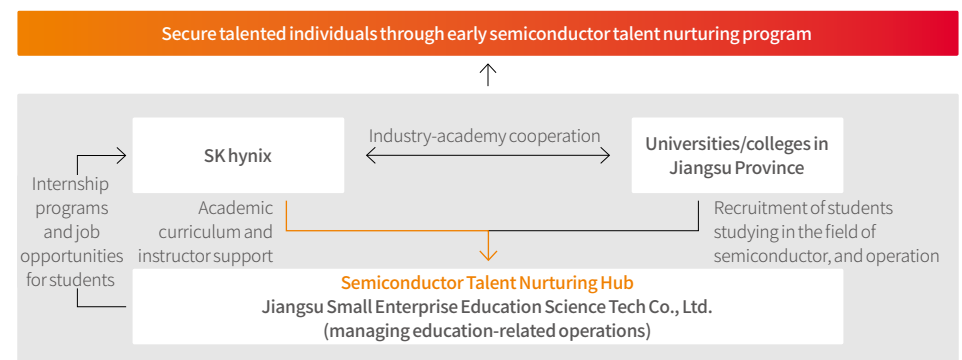 Secure talented individuals through early semiconductor talent nurturing program
SK hynix
Industry-academy cooperation
Universities/colleges in
Jiangsu Province
Internship
programs
and job
opportunities
for students
Academic
curriculum and
instructor support
Recruitment of students
studying in the field of
semiconductor, and operation
Semiconductor Talent Nurturing Hub
Jiangsu Small Enterprise Education Science Tech Co., Ltd.
(managing education-related operations)